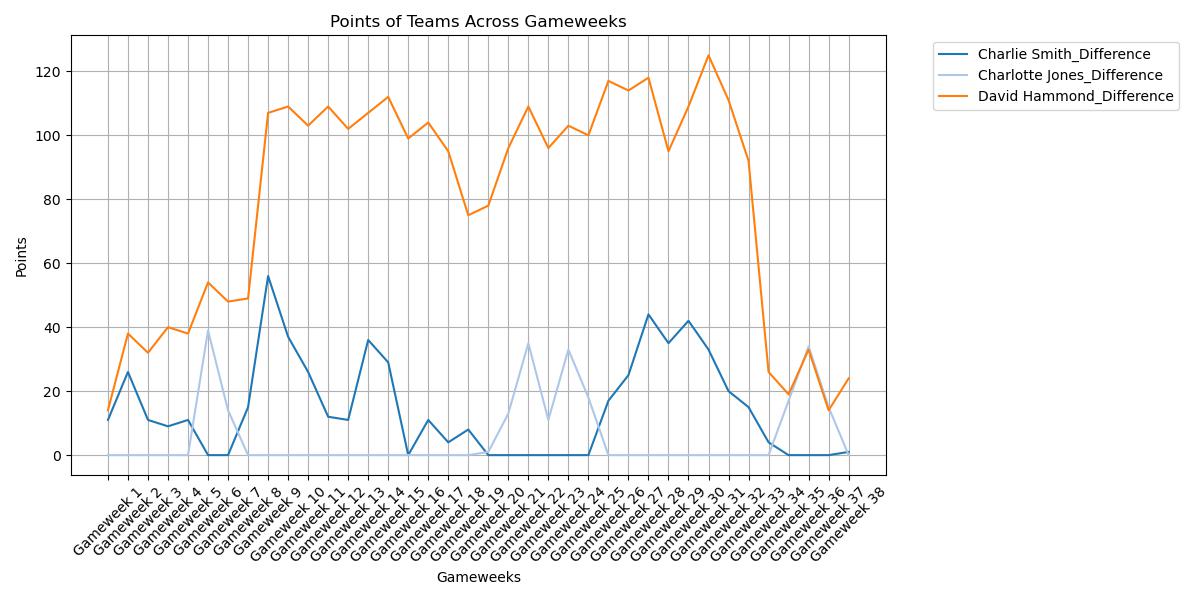 Points of Teams Across Gameweeks
Charlie Smith_Difference
Charlotte Jones_Difference
David Hammond_Difference
Points
120
100
80
60
40
20
0
Gameweek 1
Gameweek 2
Gameweek 3
Gameweek 4
Gameweek 5
Gameweek 6
Gameweek 7
Gameweek 8
Gameweek 9
Gameweek 10
Gameweek 11
Gameweek 12
Gameweek 13
Gameweek 14
Gameweek 15
Gameweek 16
Gameweek 17
Gameweek 18
Gameweek 19
Gameweek 20
Gameweek 21
Gameweek 22
Gameweek 23
Gameweek 24
Gameweek 25
Gameweek 26
Gameweek 27
Gameweek 28
Gameweek 29
Gameweek 30
Gameweek 31
Gameweek 32
Gameweek 33
Gameweek 34
Gameweek 35
Gameweek 36
Gameweek 37
Gameweek 38
Gameweeks